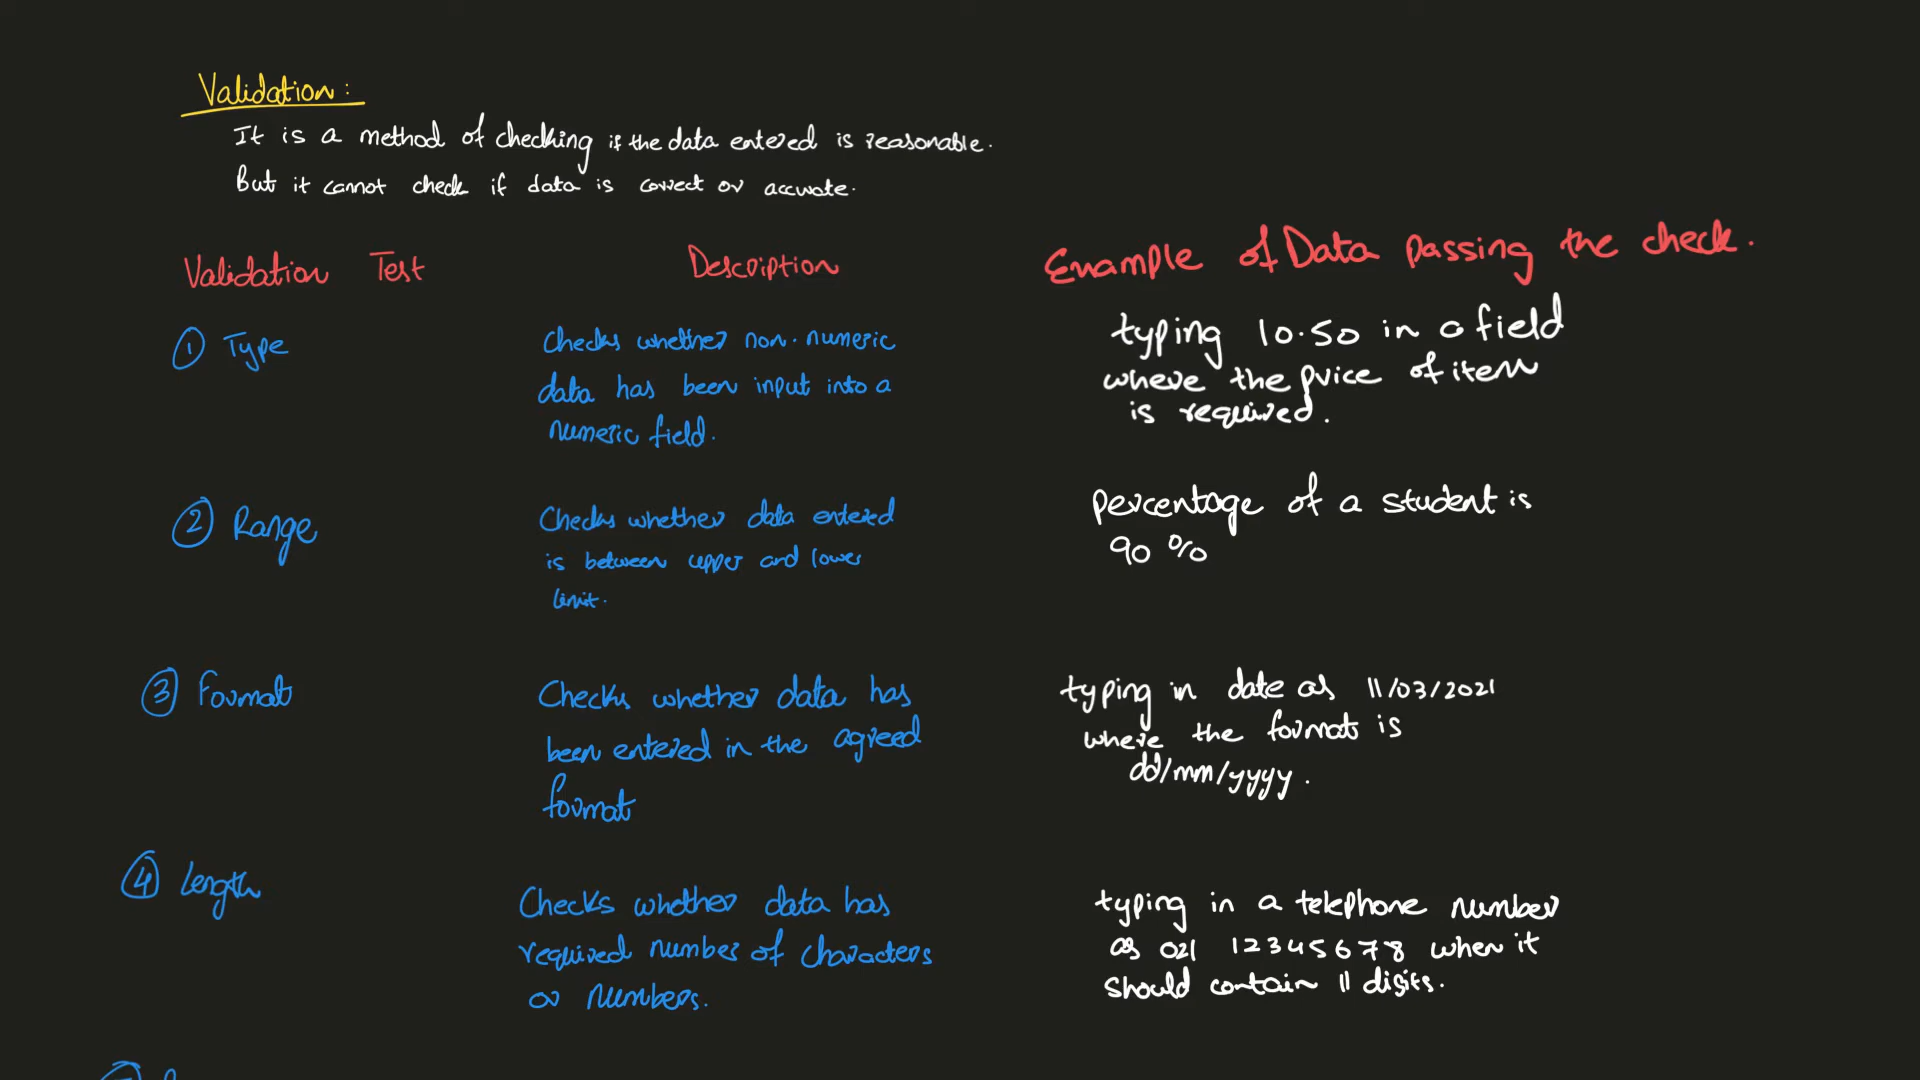 Validation :
It is a method of checking if the data entered is reasonable.
But it cannot check if data is correct or accurate.
Validation Test
Description
Example of Data passing the check.
① Type
Checks whether non-numeric
data has been input into a
numeric field.
typing 10.50 in a field
where the price of item
is required.
② Range
Checks whether data entered
is between upper and lower
limit.
percentage of a student is
90 %
③ Format
Checks whether data has
been entered in the agreed
format
typing in date as 11/03/2021
where the format is
dd/mm/yyyy.
④ Length
Checks whether data has
required number of characters
or numbers.
typing in a telephone number
as 021 12345678 when it
should contain 11 digits.